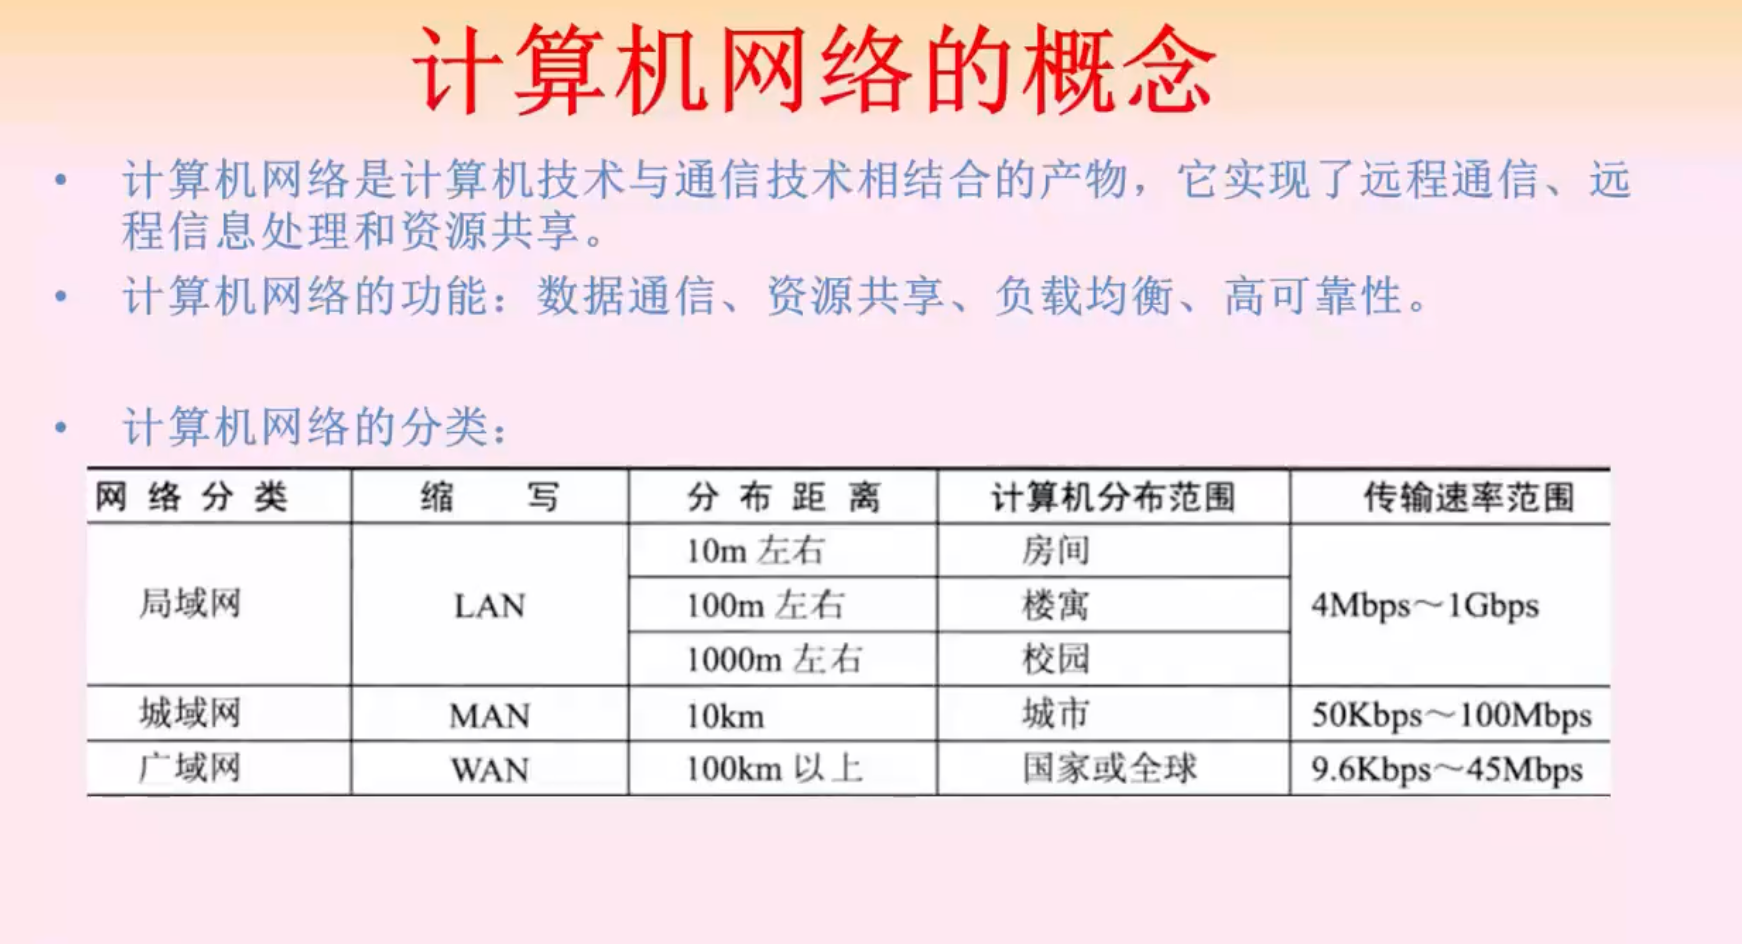 计算机网络的概念
• 计算机网络是计算机技术与通信技术相结合的产物，它实现了远程通信、远
程信息处理和资源共享。
• 计算机网络的功能：数据通信、资源共享、负载均衡、高可靠性。
• 计算机网络的分类：
网络分类 缩写 分布距离 计算机分布范围 传输速率范围
局域网 LAN 10m 左右 房间 4Mbps～1Gbps
100m 左右 楼寓
1000m 左右 校园
城域网 MAN 10km 城市 50Kbps～100Mbps
广域网 WAN 100km 以上 国家或全球 9.6Kbps～45Mbps